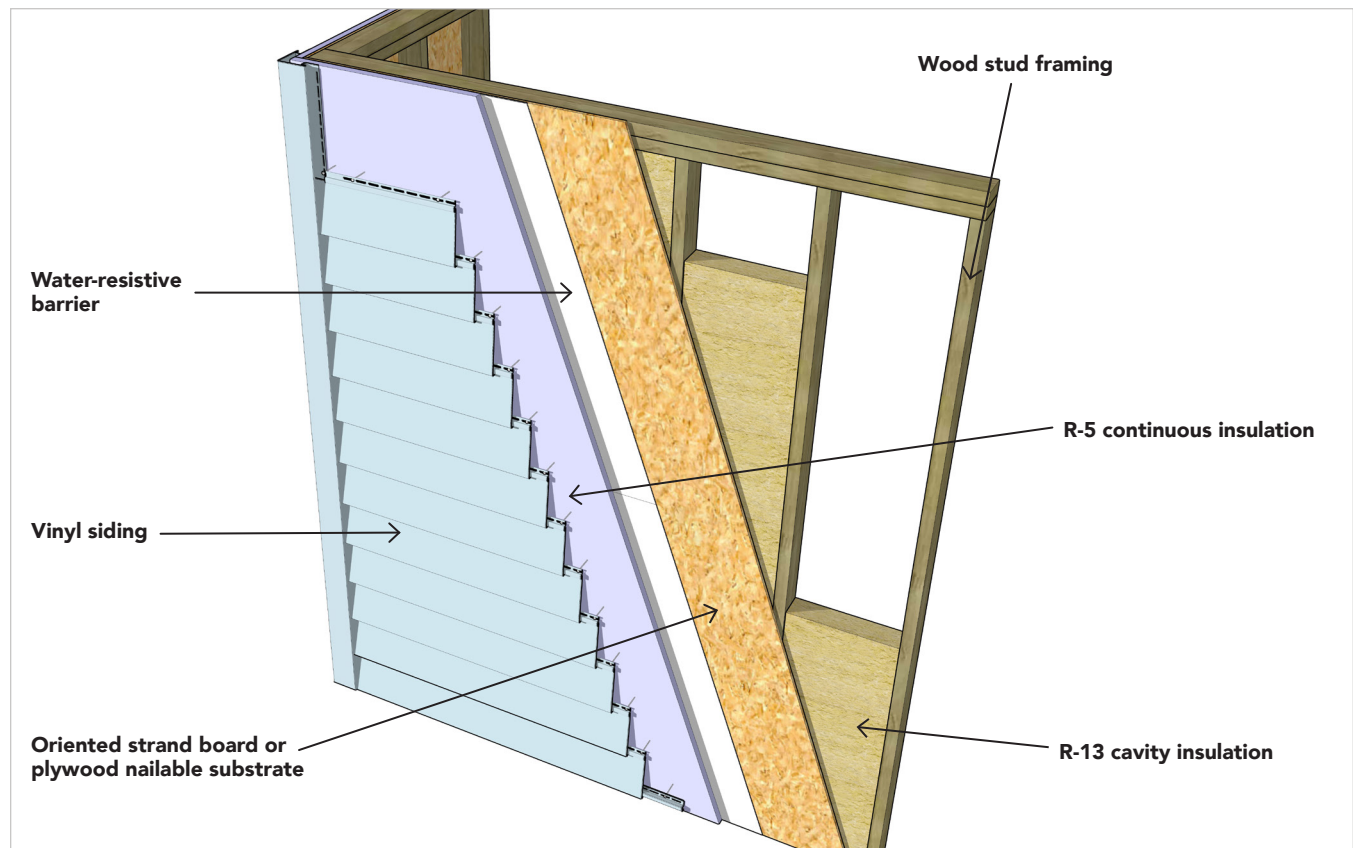 Wood stud framing
Water-resistive
barrier
R-5 continuous insulation
Vinyl siding
Oriented strand board or
plywood nailable substrate
R-13 cavity insulation